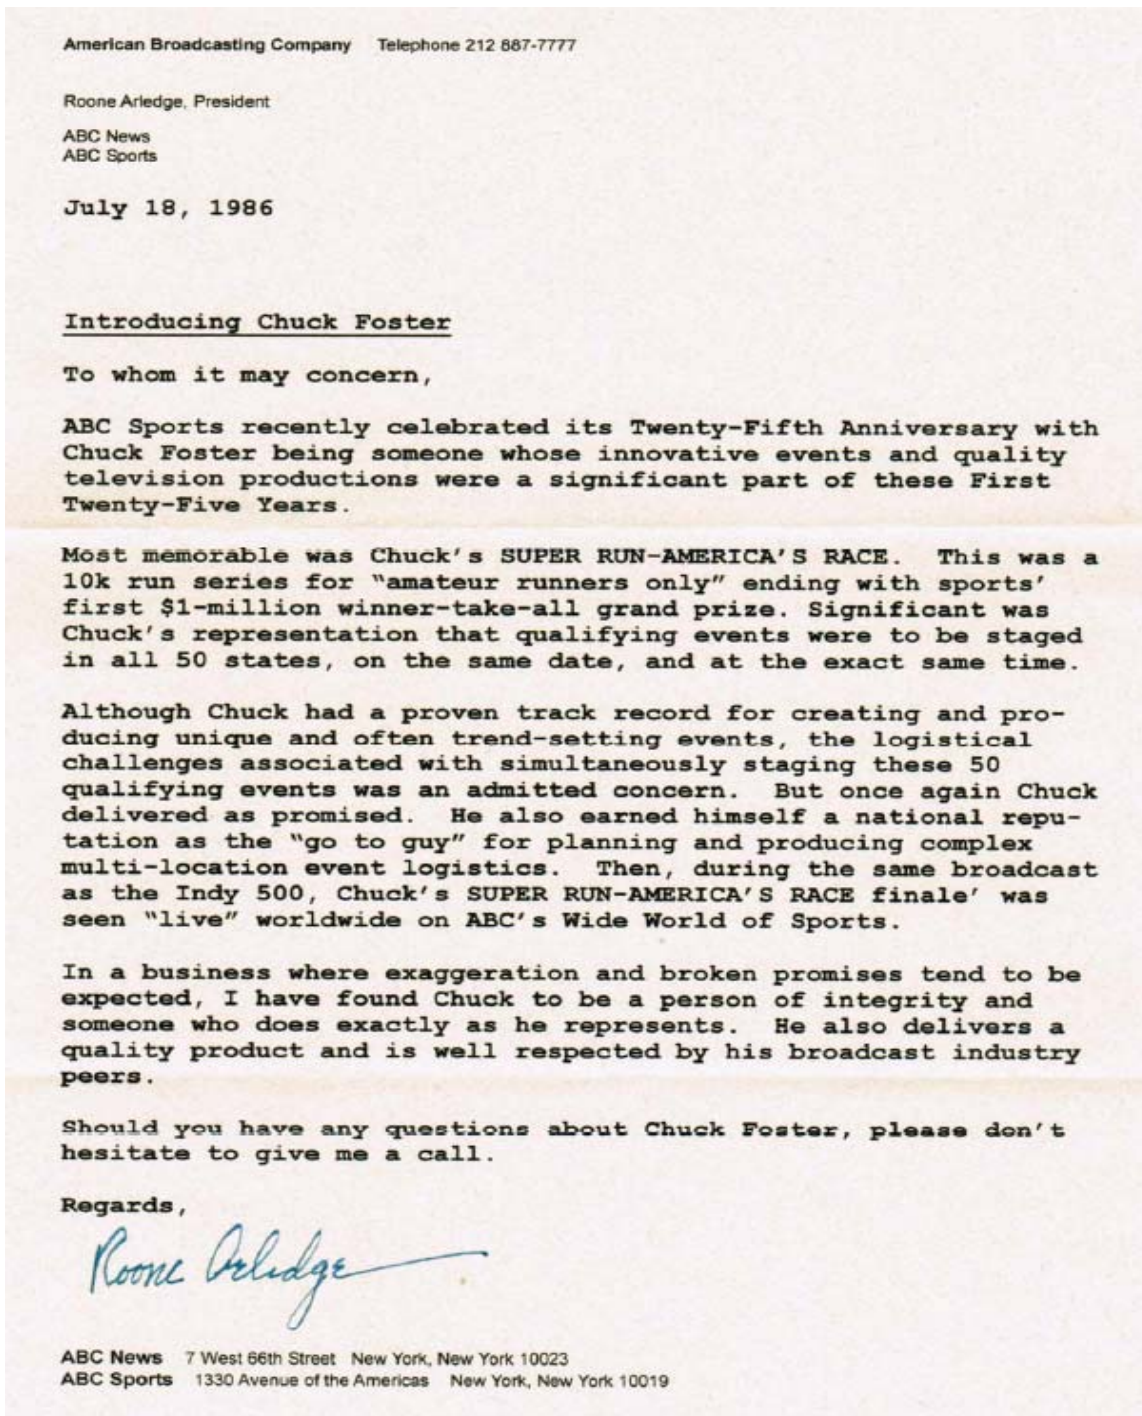 American Broadcasting Company Telephone 212 887-7777
Roone Arledge, President
ABC News
ABC Sports
July 18, 1986
Introducing Chuck Foster
To whom it may concern,
ABC Sports recently celebrated its Twenty-Fifth Anniversary with
Chuck Foster being someone whose innovative events and quality
television productions were a significant part of these First
Twenty-Five Years.
Most memorable was Chuck's SUPER RUN-AMERICA'S RACE. This was a
10k run series for "amateur runners only" ending with sports'
first $1-million winner-take-all grand prize. Significant was
Chuck's representation that qualifying events were to be staged
in all 50 states, on the same date, and at the exact same time.
Although Chuck had a proven track record for creating and pro-
ducing unique and often trend-setting events, the logistical
challenges associated with simultaneously staging these 50
qualifying events was an admitted concern. But once again Chuck
delivered as promised. He also earned himself a national repu-
tation as the "go to guy" for planning and producing complex
multi-location event logistics. Then, during the same broadcast
as the Indy 500, Chuck's SUPER RUN-AMERICA'S RACE finale' was
seen "live" worldwide on ABC's Wide World of Sports.
In a business where exaggeration and broken promises tend to be
expected, I have found Chuck to be a person of integrity and
someone who does exactly as he represents. He also delivers a
quality product and is well respected by his broadcast industry
peers.
Should you have any questions about Chuck Foster, please don't
hesitate to give me a call.
Regards,
Roone Arledge
ABC News 7 West 66th Street New York, New York 10023
ABC Sports 1330 Avenue of the Americas New York, New York 10019